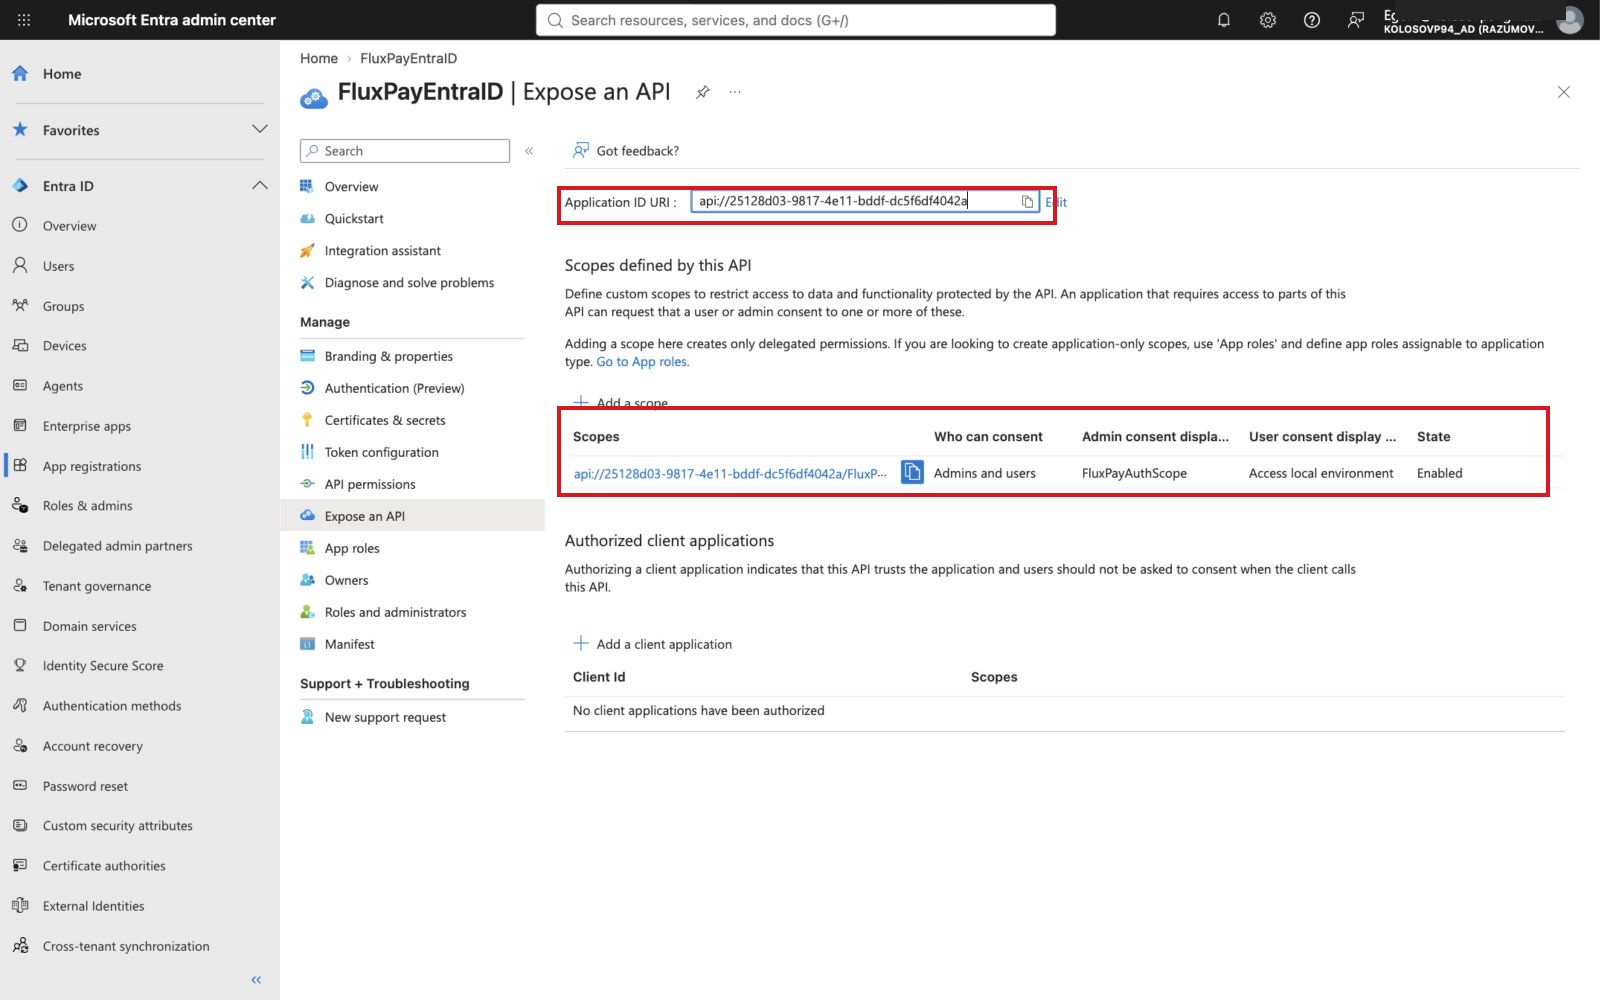 Microsoft Entra admin center
Search resources, services, and docs (G+/)
KOLOSOVP94_AD (RAZUMOV...
Home
Favorites
Entra ID
Overview
Users
Groups
Devices
Agents
Enterprise apps
App registrations
Roles & admins
Delegated admin partners
Tenant governance
Domain services
Identity Secure Score
Authentication methods
Account recovery
Password reset
Custom security attributes
Certificate authorities
External Identities
Cross-tenant synchronization
Home > FluxPayEntraID
FluxPayEntraID | Expose an API
Search
Overview
Quickstart
Integration assistant
Diagnose and solve problems
Manage
Branding & properties
Authentication (Preview)
Certificates & secrets
Token configuration
API permissions
Expose an API
App roles
Owners
Roles and administrators
Manifest
Support + Troubleshooting
New support request
Got feedback?
Application ID URI : api://25128d03-9817-4e11-bddf-dc5f6df4042a Edit
Scopes defined by this API
Define custom scopes to restrict access to data and functionality protected by the API. An application that requires access to parts of this
API can request that a user or admin consent to one or more of these.
Adding a scope here creates only delegated permissions. If you are looking to create application-only scopes, use 'App roles' and define app roles assignable to application
type. Go to App roles.
Add a scope
Scopes Who can consent Admin consent displa... User consent display ... State
api://25128d03-9817-4e11-bddf-dc5f6df4042a/FluxP... Admins and users FluxPayAuthScope Access local environment Enabled
Authorized client applications
Authorizing a client application indicates that this API trusts the application and users should not be asked to consent when the client calls
this API.
Add a client application
Client Id Scopes
No client applications have been authorized